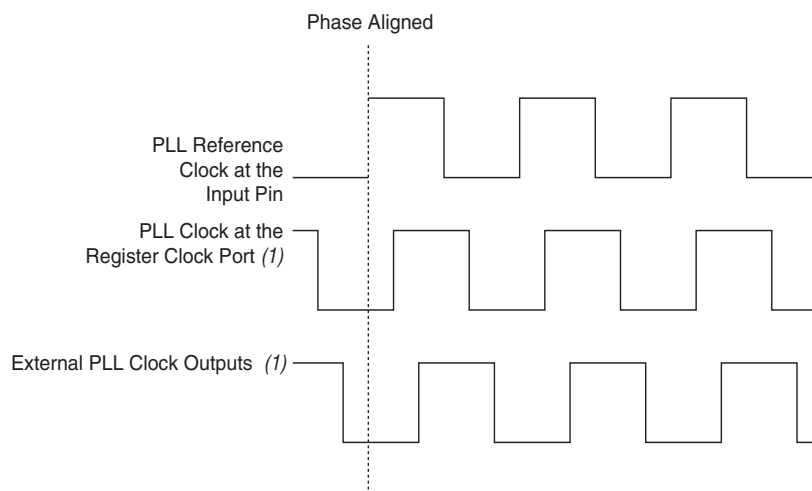 Phase Aligned
PLL Reference
Clock at the
Input Pin
PLL Clock at the
Register Clock Port (1)
External PLL Clock Outputs (1)